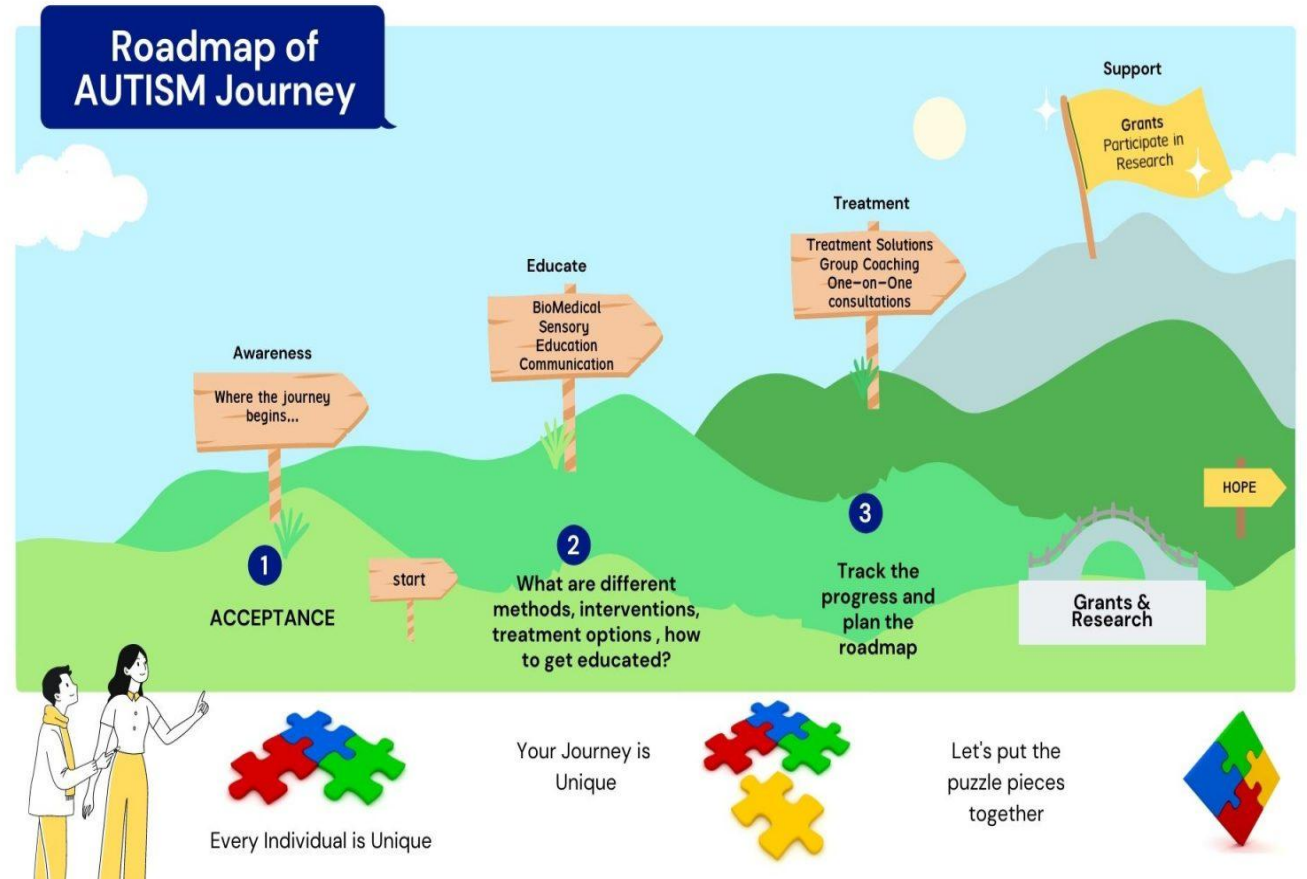 Roadmap of
AUTISM Journey
Support
Grants
Participate in
Research
Treatment
Treatment Solutions
Group Coaching
One-on-One
consultations
Educate
BioMedical
Sensory
Education
Communication
Awareness
Where the journey
begins...
HOPE
1
ACCEPTANCE
start
2
What are different
methods, interventions,
treatment options , how
to get educated?
3
Track the
progress and
plan the
roadmap
Grants &
Research
Every Individual is Unique
Your Journey is
Unique
Let's put the
puzzle pieces
together